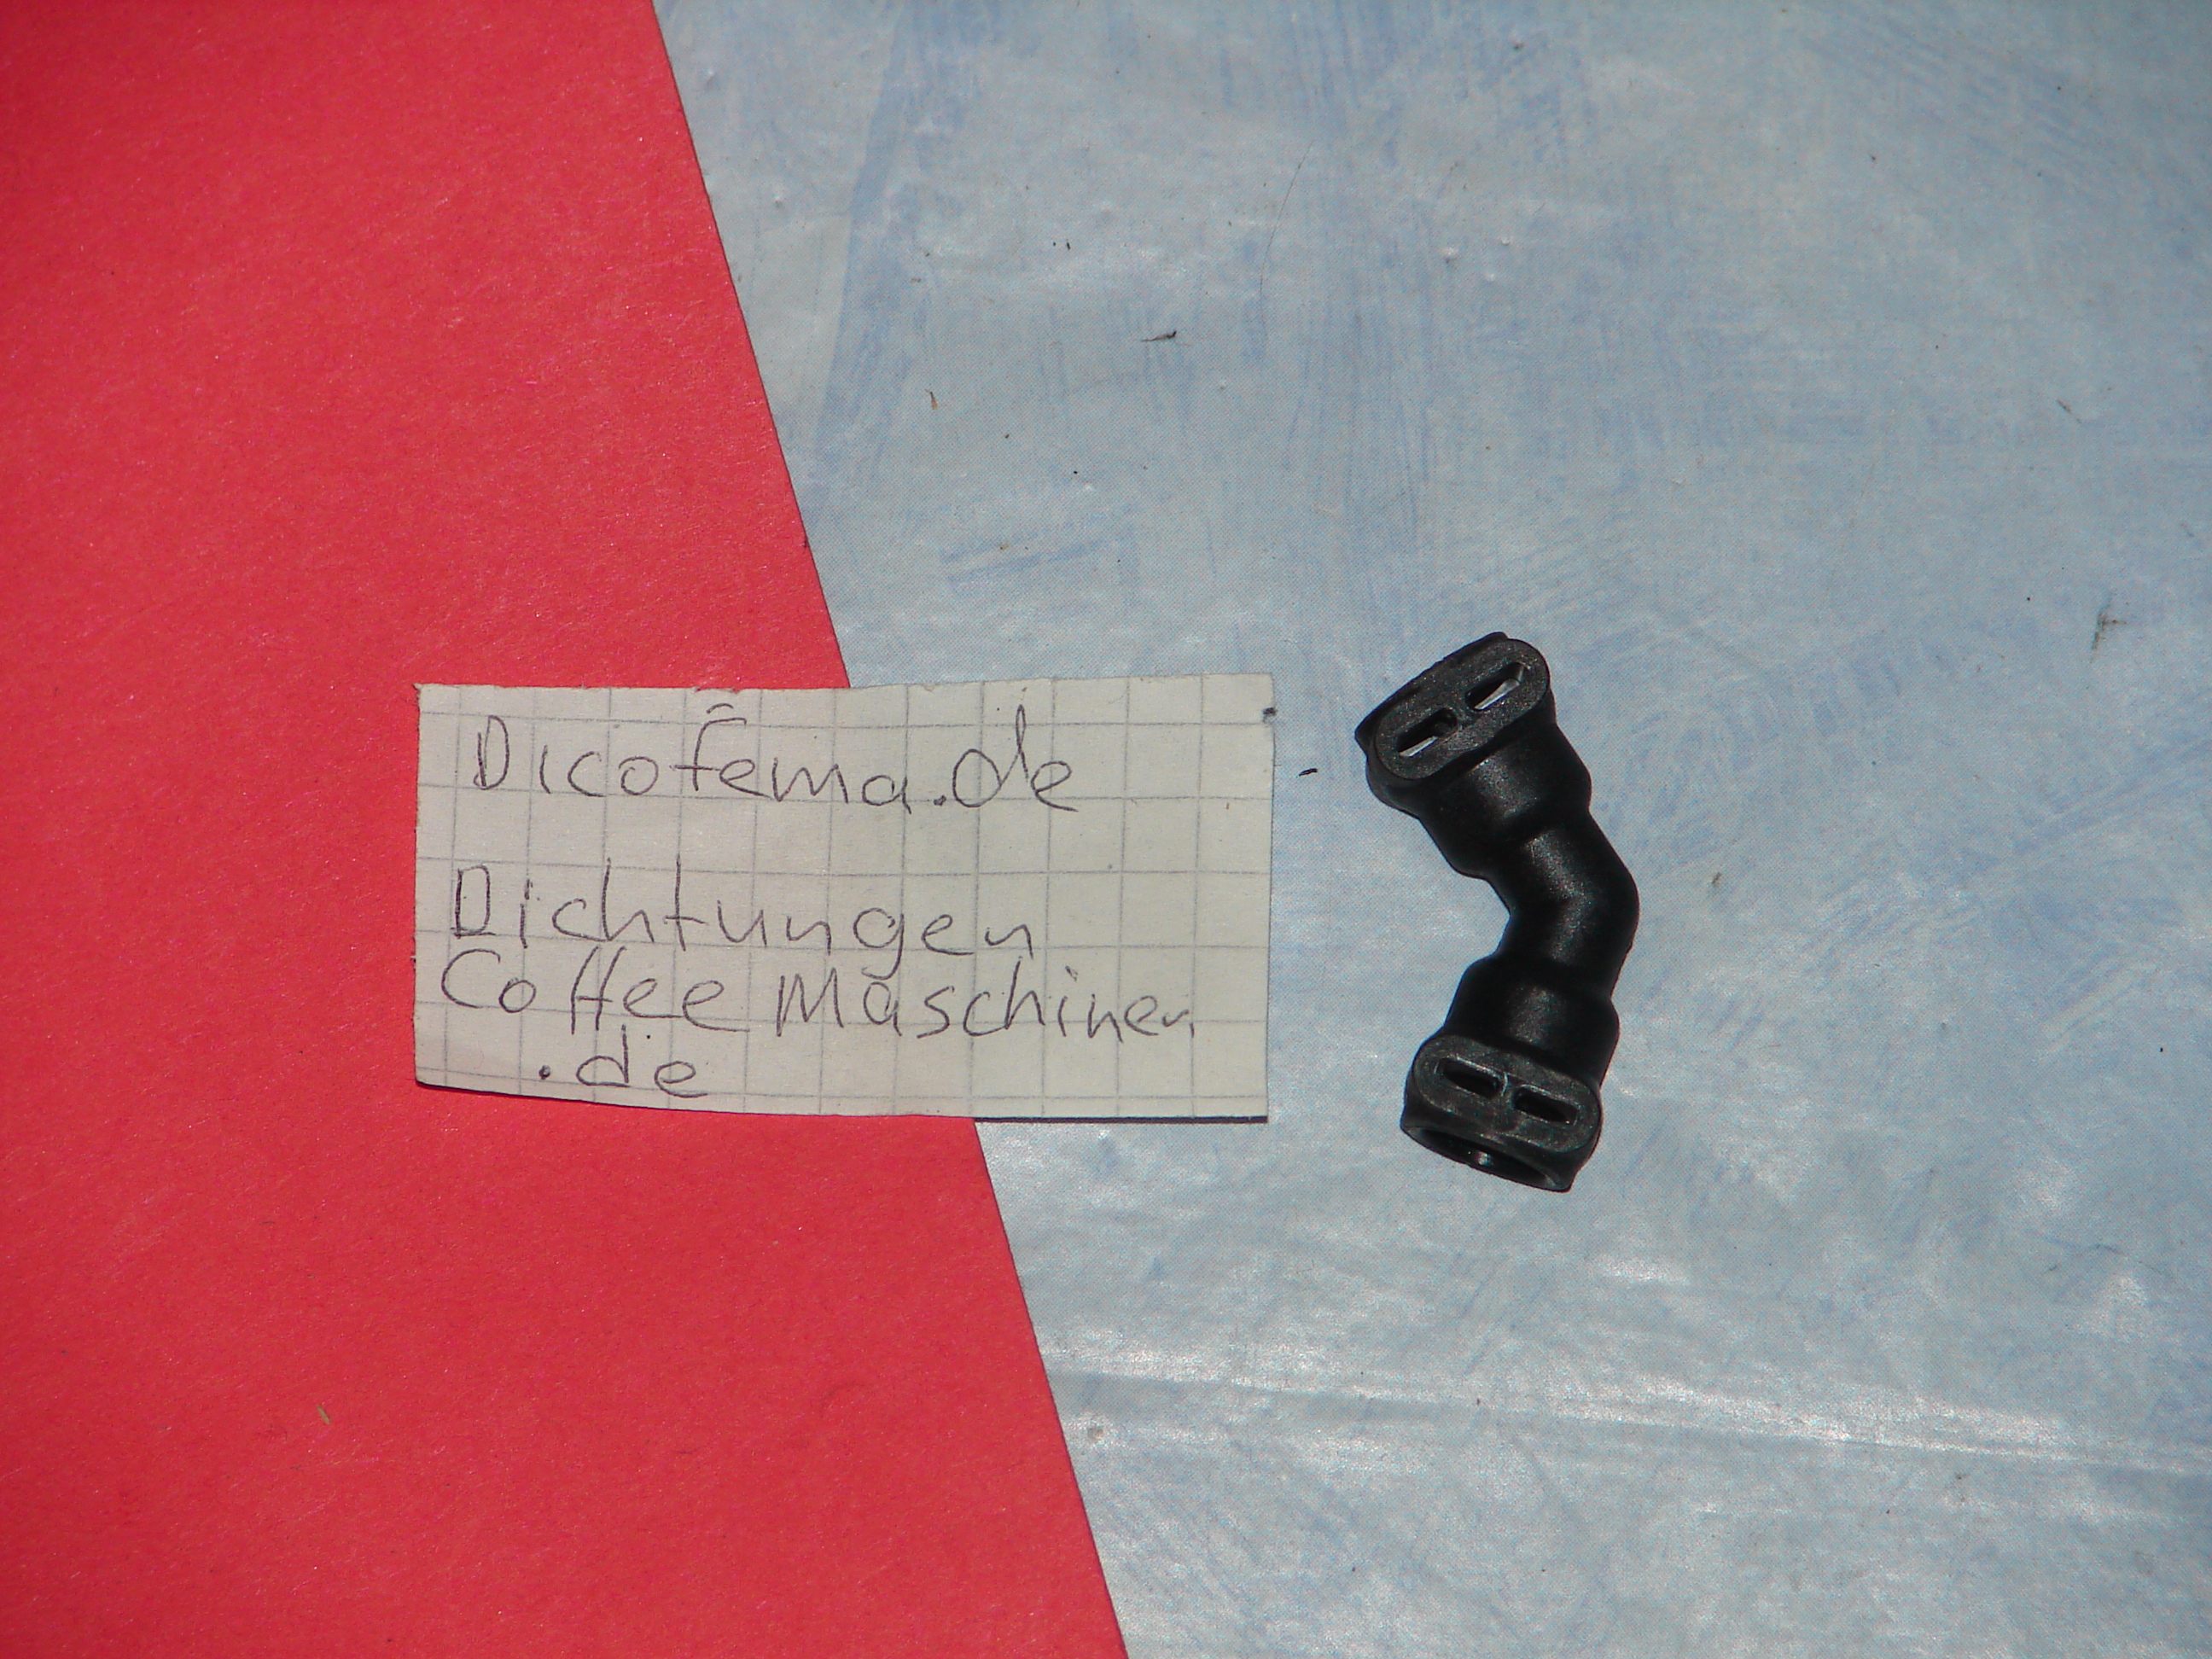 Dicofema.de
Dichtungen
Coffee Maschinen
.de